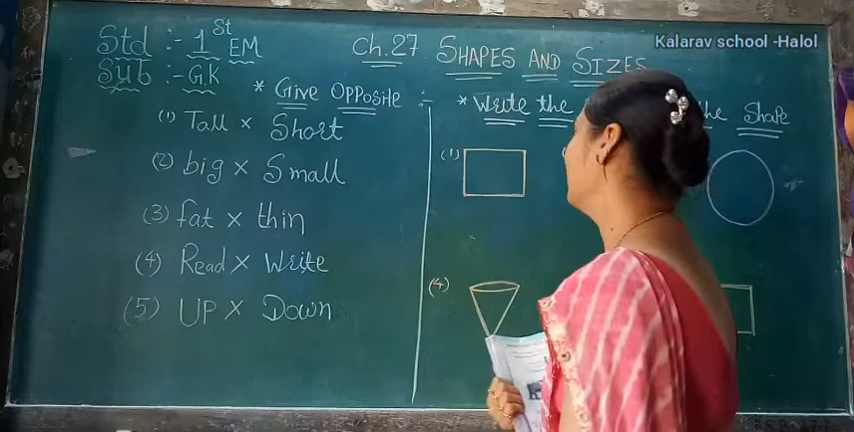 Std :- 1st EM
Ch.27 SHAPES AND SIZES
Kalarav school -Halol
Sub :- G.K
* Give Opposite :-
* Write the
the Shape
(1) Tall × Short
(2) big × Small
(3) fat × thin
(4) Read × Write
(5) UP × Down
(1)
(4)